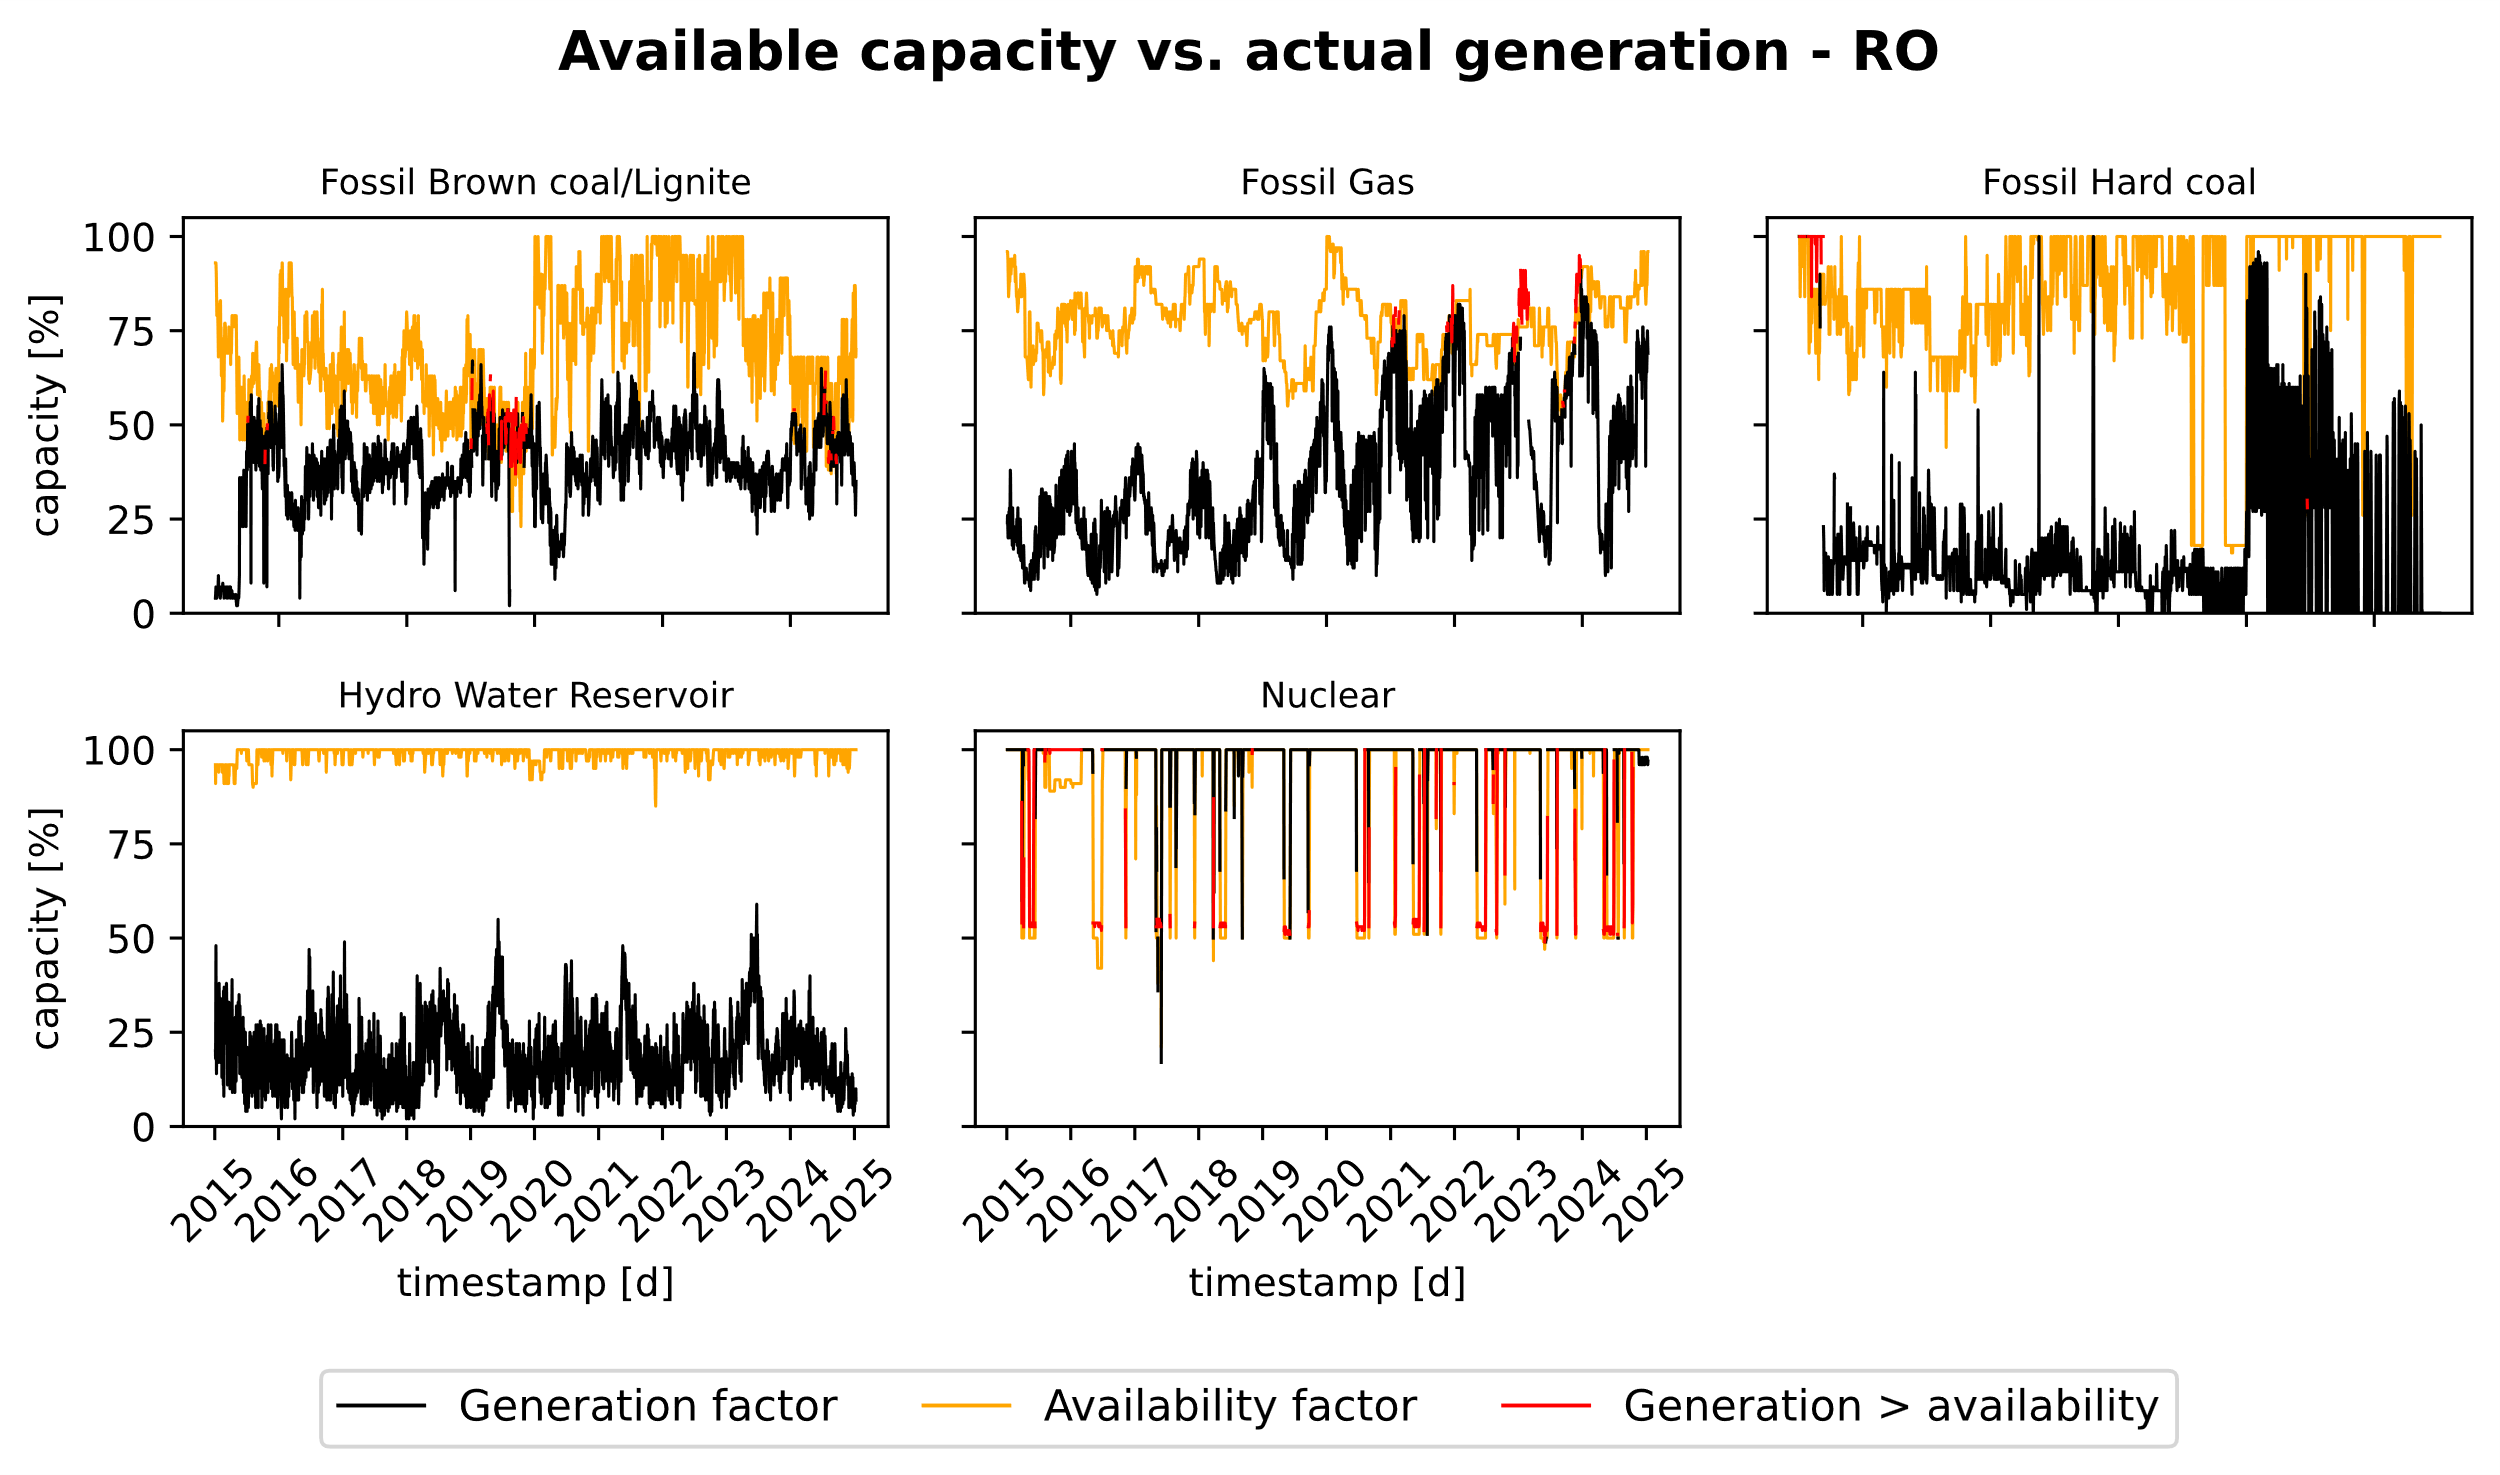 Available capacity vs. actual generation - RO
Fossil Brown coal/Lignite
Fossil Gas
Fossil Hard coal
capacity [%]
100
75
50
25
0
Hydro Water Reservoir
Nuclear
capacity [%]
100
75
50
25
0
2015 2016 2017 2018 2019 2020 2021 2022 2023 2024 2025
2015 2016 2017 2018 2019 2020 2021 2022 2023 2024 2025
timestamp [d]
timestamp [d]
Generation factor
Availability factor
Generation > availability